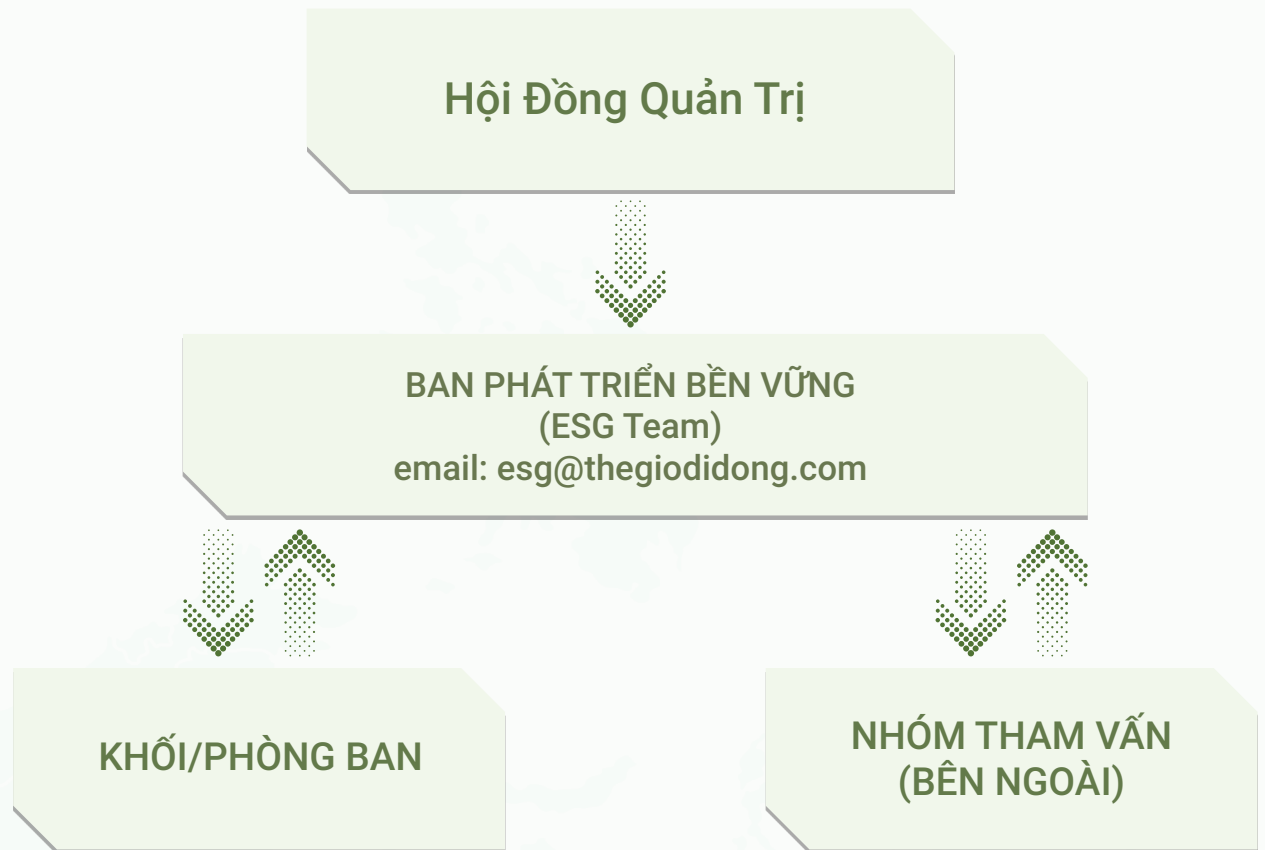 Hội Đồng Quản Trị
BAN PHÁT TRIỂN BỀN VỮNG
(ESG Team)
email: esg@thegiodidong.com
KHỐI/PHÒNG BAN
NHÓM THAM VẤN
(BÊN NGOÀI)